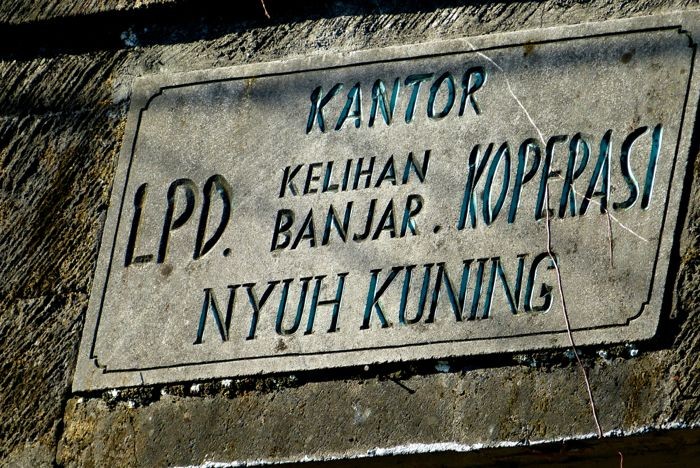 KANTOR
LPD. KELIHAN BANJAR. KOPERASI
NYUH KUNING